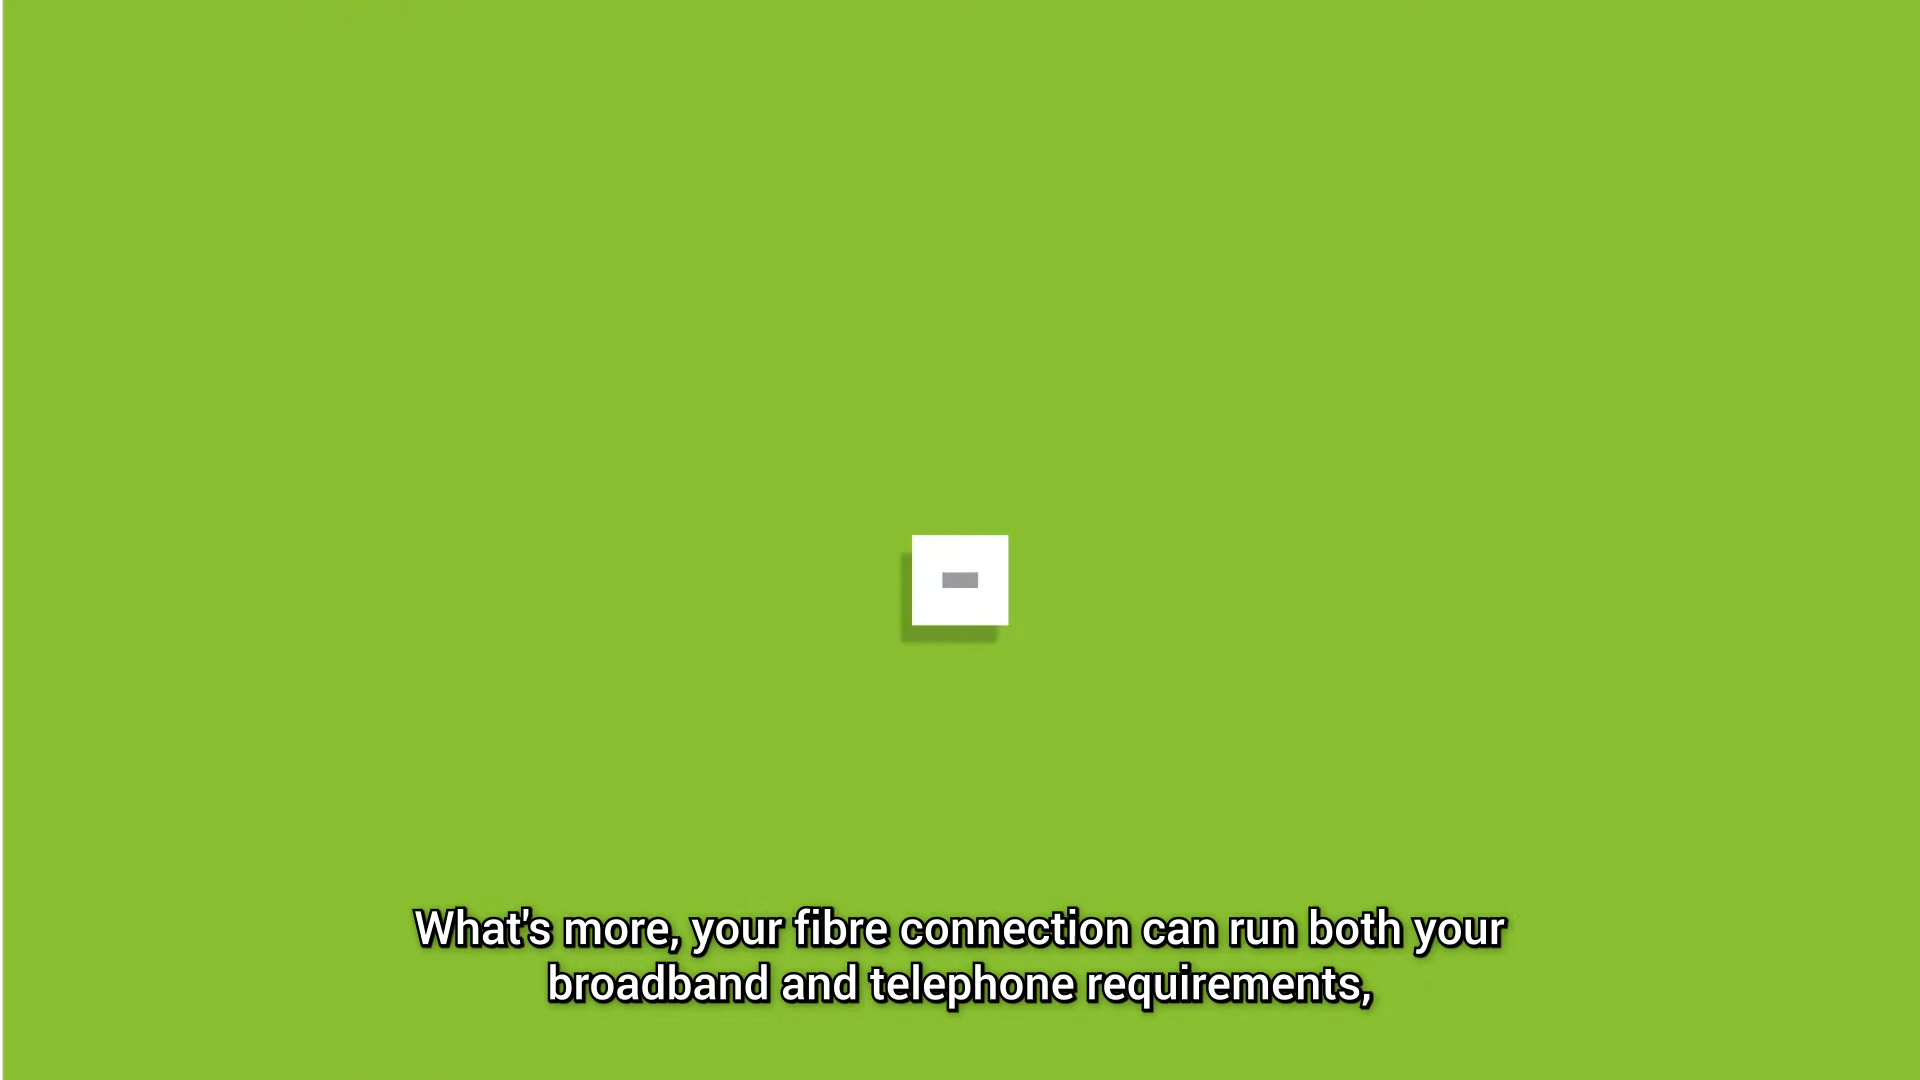 What's more, your fibre connection can run both your
broadband and telephone requirements,